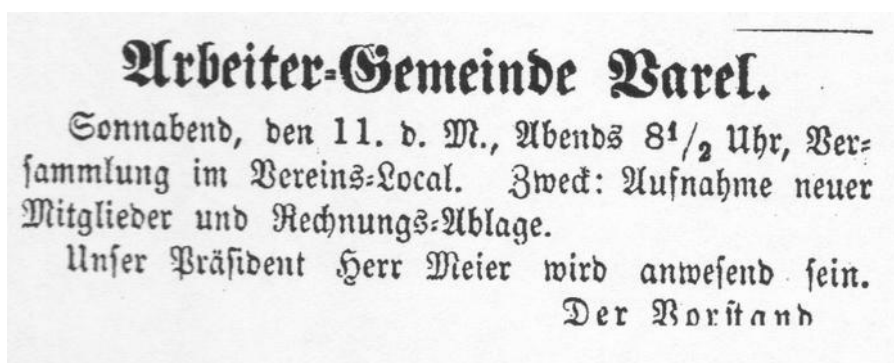 Arbeiter-Gemeinde Varel.
Sonnabend, den 11. d. M., Abends 8½ Uhr, Ver-
sammlung im Vereins-Local. Zweck: Aufnahme neuer
Mitglieder und Rechnungs-Ablage.
Unser Präsident Herr Meier wird anwesend sein.
Der Vorstand